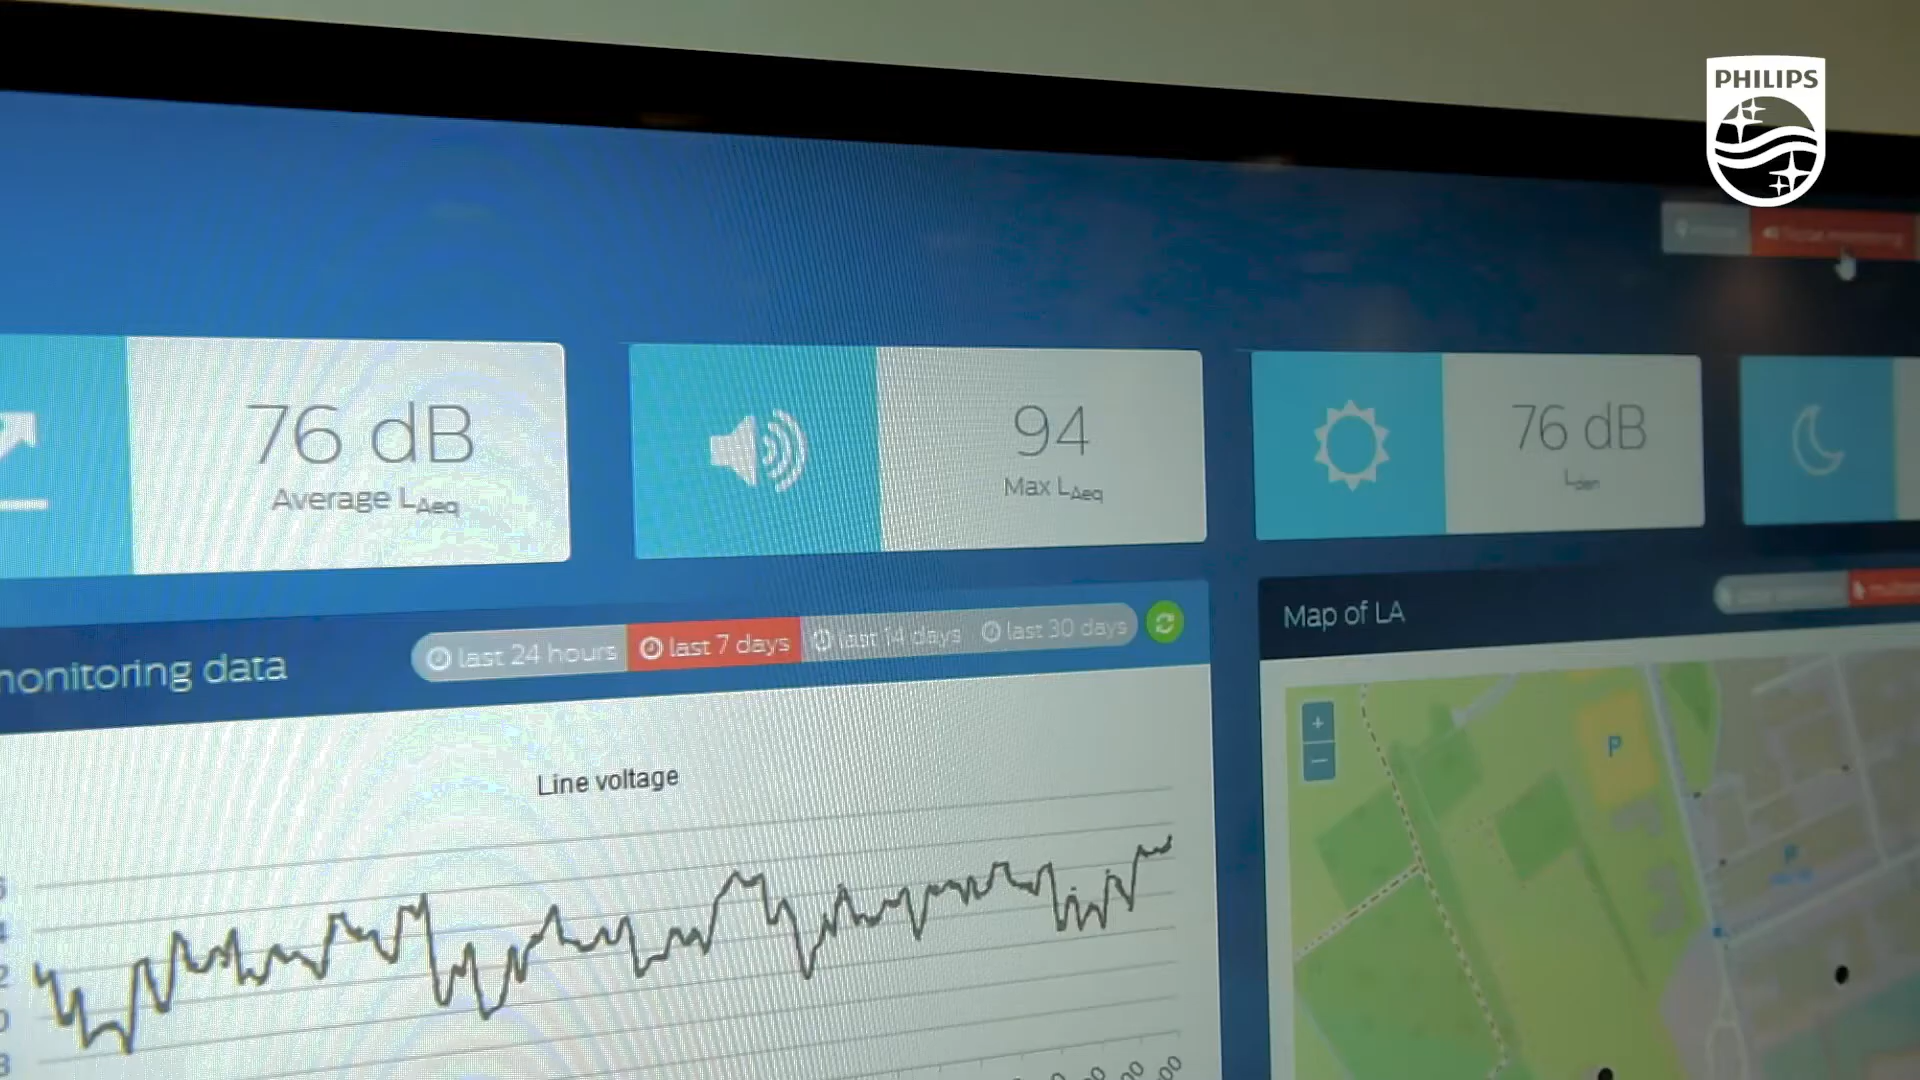 PHILIPS
76 dB
Average LAeq
94
Max LAeq
76 dB
Lden
monitoring data
last 24 hours
last 7 days
last 14 days
last 30 days
Map of LA
+
−
Line voltage
P